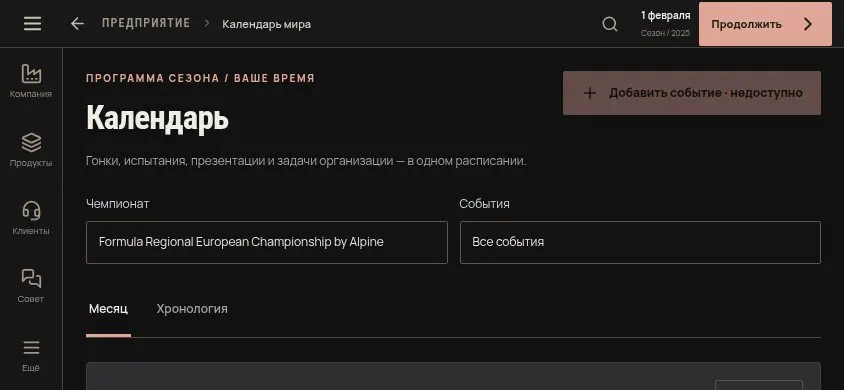 ПРЕДПРИЯТИЕ > Календарь мира
1 февраля
Сезон / 2025
Продолжить
Компания
Продукты
Клиенты
Совет
Ещё
ПРОГРАММА СЕЗОНА / ВАШЕ ВРЕМЯ
Календарь
+ Добавить событие · недоступно
Гонки, испытания, презентации и задачи организации — в одном расписании.
Чемпионат
События
Formula Regional European Championship by Alpine
Все события
Месяц
Хронология